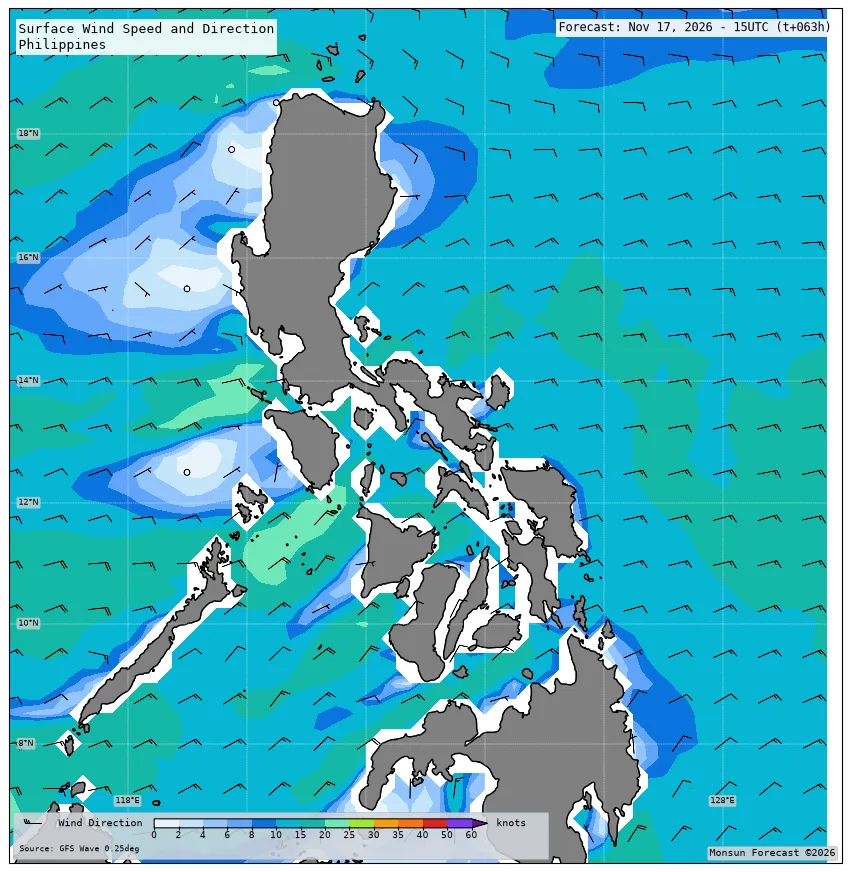 Surface Wind Speed and Direction
Philippines
Forecast: Nov 17, 2026 - 15UTC (t+063h)
18°N
16°N
14°N
12°N
10°N
8°N
118°E
128°E
Wind Direction
knots
0 2 4 6 8 10 15 20 25 30 35 40 50 60
Source: GFS Wave 0.25deg
Monsun Forecast ©2026